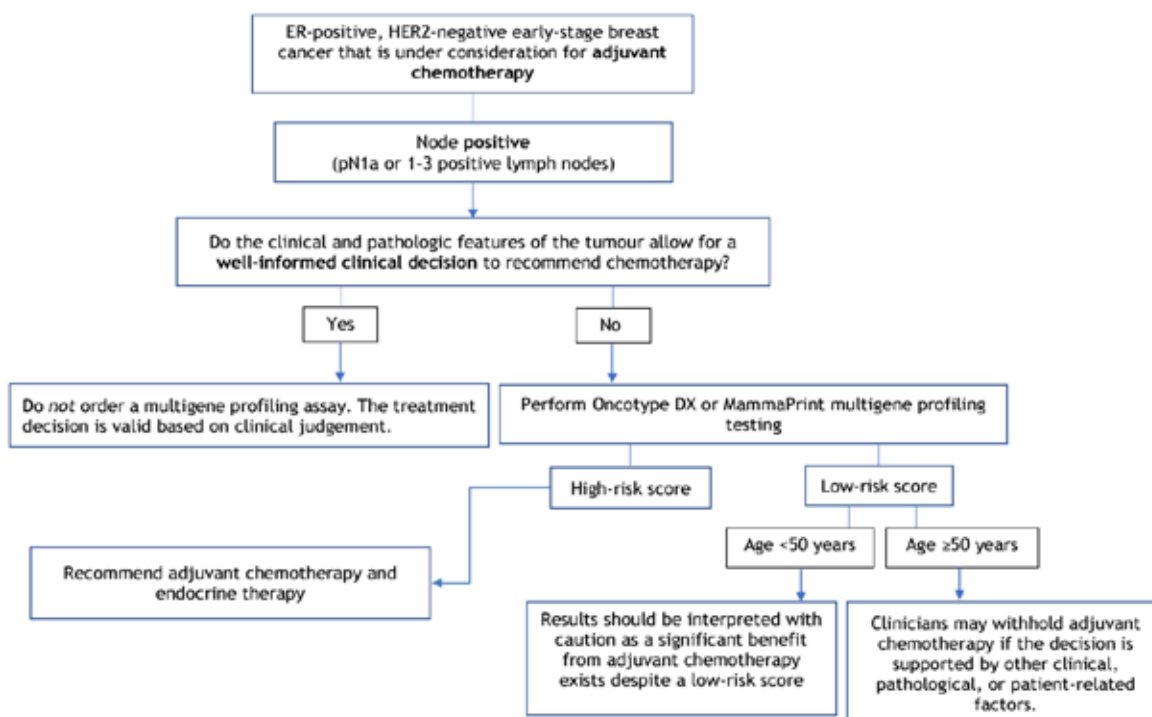 ER-positive, HER2-negative early-stage breast
cancer that is under consideration for adjuvant
chemotherapy
Node positive
(pN1a or 1-3 positive lymph nodes)
Do the clinical and pathologic features of the tumour allow for a
well-informed clinical decision to recommend chemotherapy?
Yes
No
Do not order a multigene profiling assay. The treatment
decision is valid based on clinical judgement.
Perform Oncotype DX or MammaPrint multigene profiling
testing
High-risk score
Low-risk score
Age <50 years
Age ≥50 years
Recommend adjuvant chemotherapy and
endocrine therapy
Results should be interpreted with
caution as a significant benefit
from adjuvant chemotherapy
exists despite a low-risk score
Clinicians may withhold adjuvant
chemotherapy if the decision is
supported by other clinical,
pathological, or patient-related
factors.